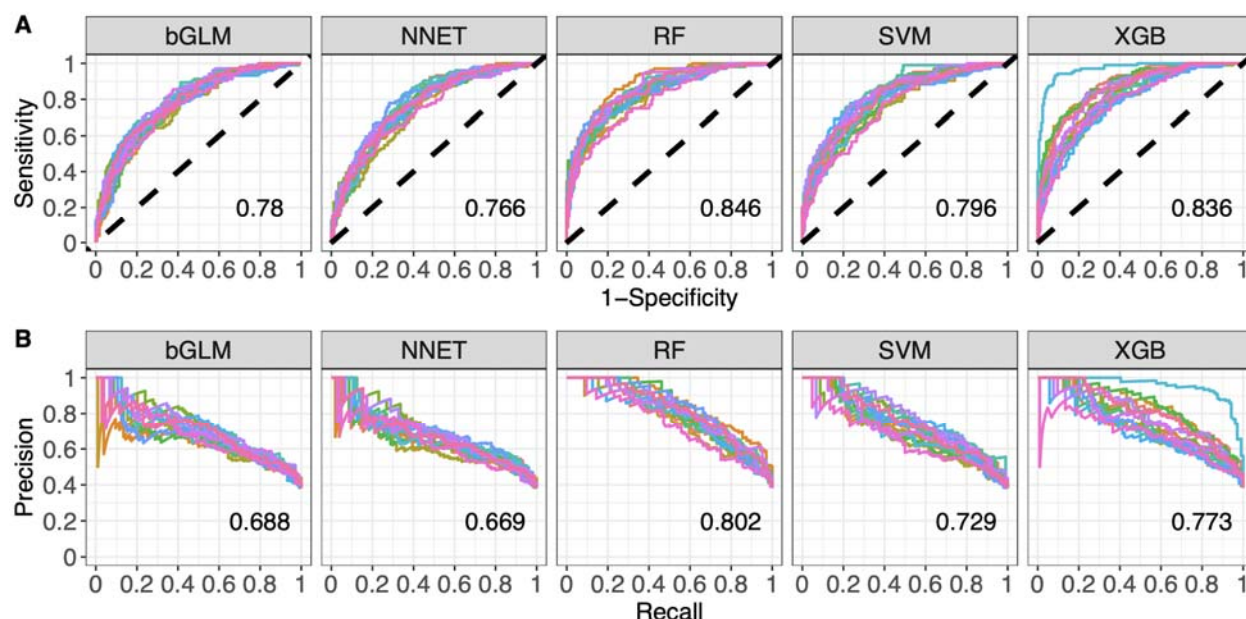 A
bGLM NNET RF SVM XGB
1
0.8
0.6
0.4
0.2
0
Sensitivity
0.78 0.766 0.846 0.796 0.836
0 0.2 0.4 0.6 0.8 1 0 0.2 0.4 0.6 0.8 1 0 0.2 0.4 0.6 0.8 1 0 0.2 0.4 0.6 0.8 1 0 0.2 0.4 0.6 0.8 1
1−Specificity
B
bGLM NNET RF SVM XGB
1
0.8
0.6
0.4
0.2
0
Precision
0.688 0.669 0.802 0.729 0.773
0 0.2 0.4 0.6 0.8 1 0 0.2 0.4 0.6 0.8 1 0 0.2 0.4 0.6 0.8 1 0 0.2 0.4 0.6 0.8 1 0 0.2 0.4 0.6 0.8 1
Recall